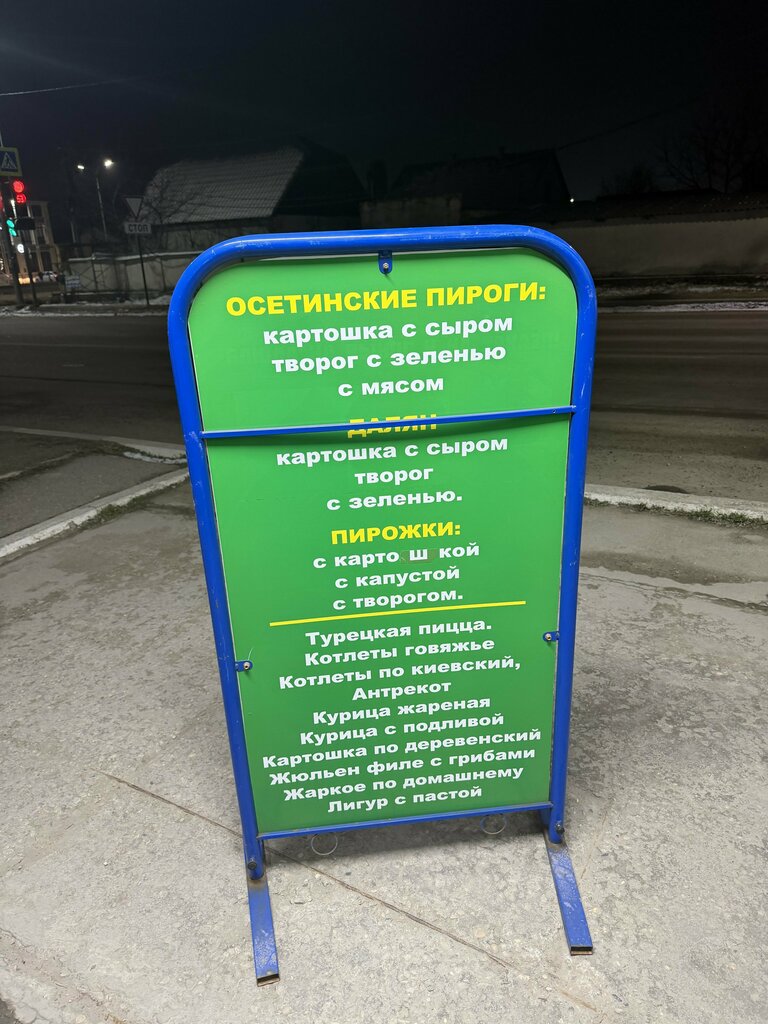 СТОП
ОСЕТИНСКИЕ ПИРОГИ:
картошка с сыром
творог с зеленью
с мясом
ДАЛЯН
картошка с сыром
творог
с зеленью.
ПИРОЖКИ:
с картошкой
с капустой
с творогом.
Турецкая пицца.
Котлеты говяжье
Котлеты по киевский,
Антрекот
Курица жареная
Курица с подливой
Картошка по деревенский
Жюльен филе с грибами
Жаркое по домашнему
Лигур с пастой